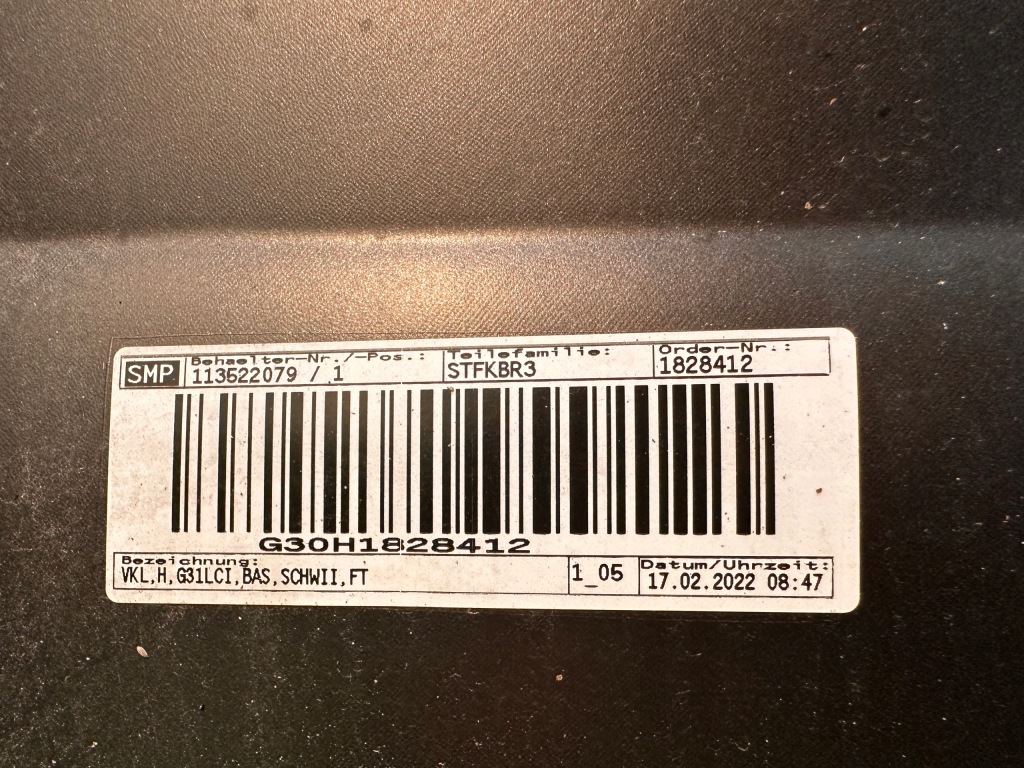 SMP
Behaelter-Nr./-Pos.: Teilefamilie: Order-Nr.:
113522079 / 1 STFKBR3 1828412
G30H1828412
Bezeichnung: Datum/Uhrzeit:
VKL,H,G31LCI,BAS,SCHWII,FT 1_05 17.02.2022 08:47